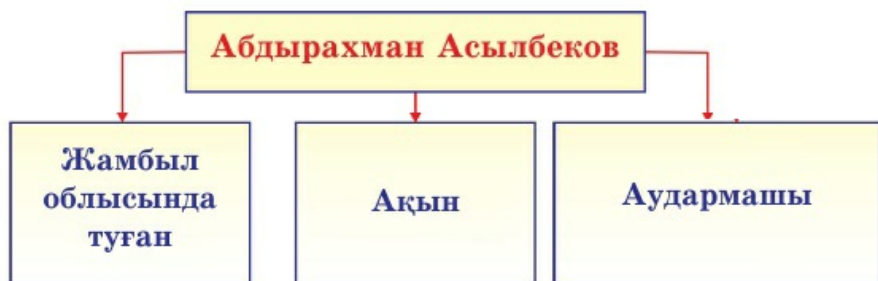 Абдырахман Асылбеков
Жамбыл
облысында
туған
Ақын
Аудармашы